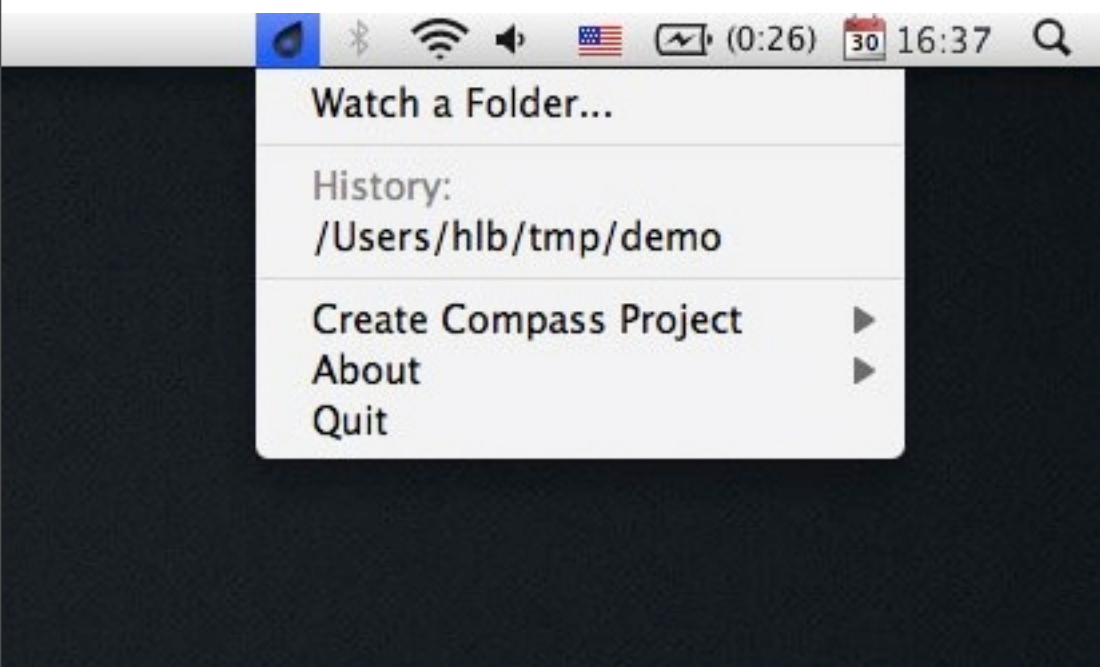 (0:26) 30 16:37
Watch a Folder...
History:
/Users/hlb/tmp/demo
Create Compass Project
About
Quit